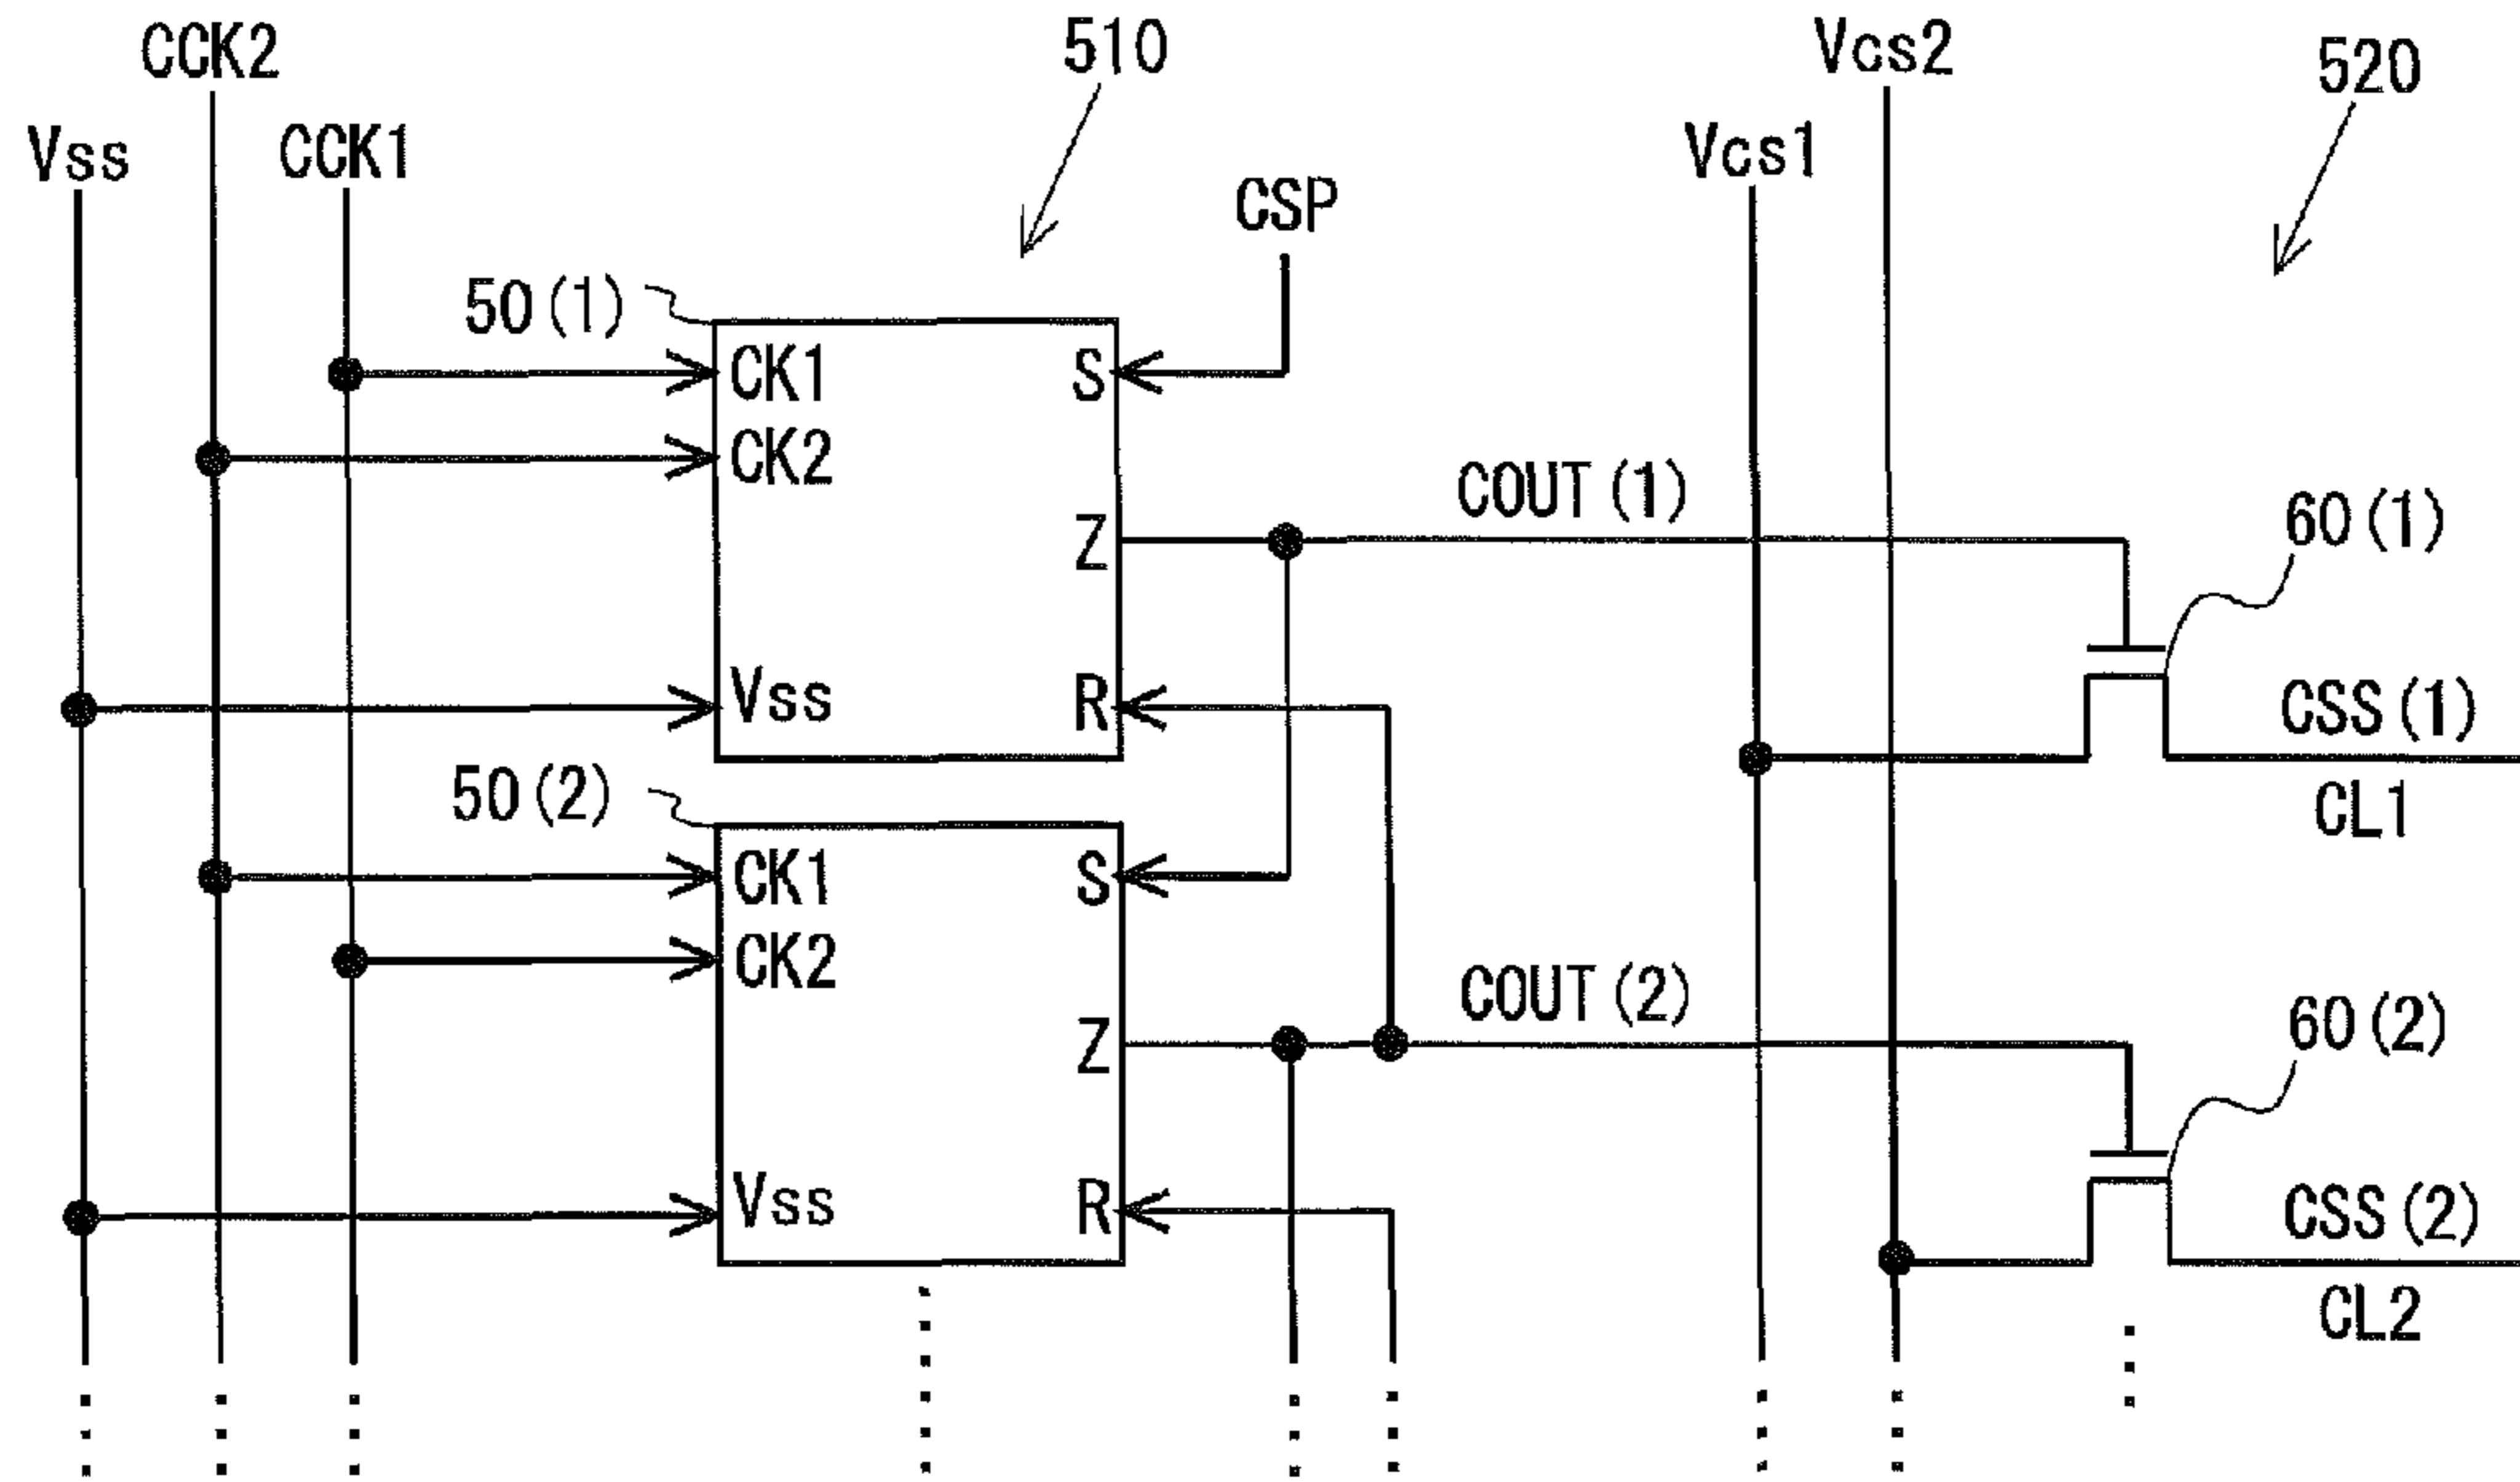 CCK2
510
Vcs2
520
Vss
CCK1
Vcs1
CSP
50(1)
CK1
S
CK2
COUT(1)
60(1)
Z
Vss
R
CSS(1)
50(2)
CL1
CK1
S
CK2
COUT(2)
60(2)
Z
Vss
R
CSS(2)
CL2